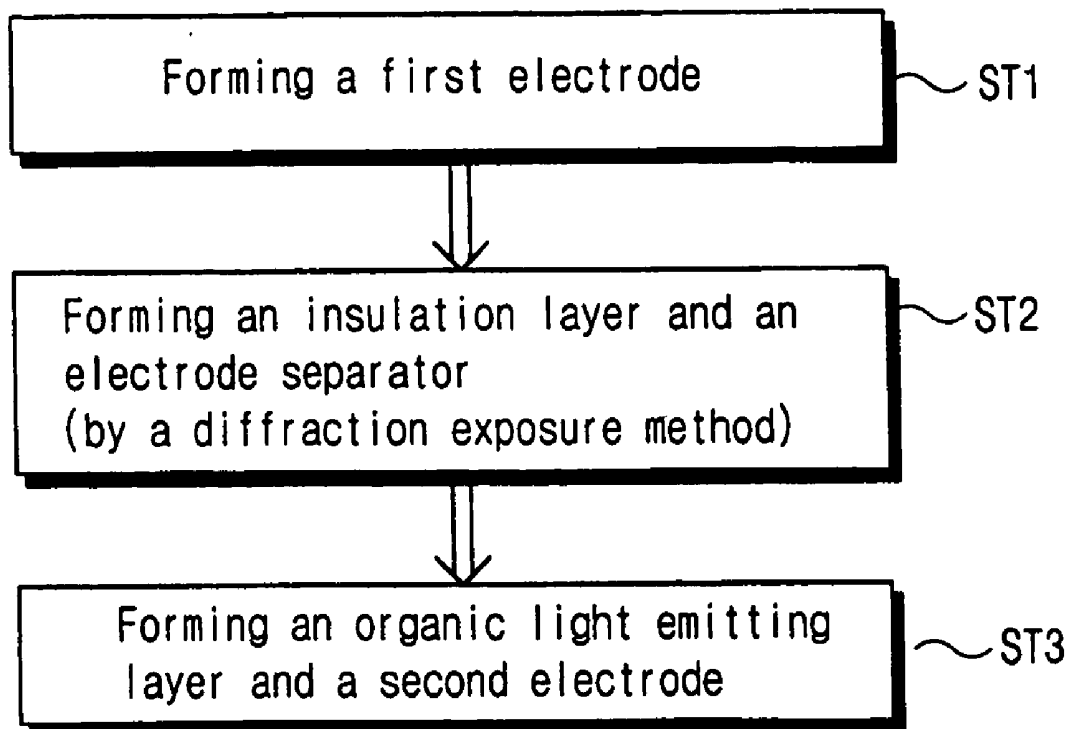 Forming a first electrode
ST1
Forming an insulation layer and an
electrode separator
(by a diffraction exposure method)
ST2
Forming an organic light emitting
layer and a second electrode
ST3